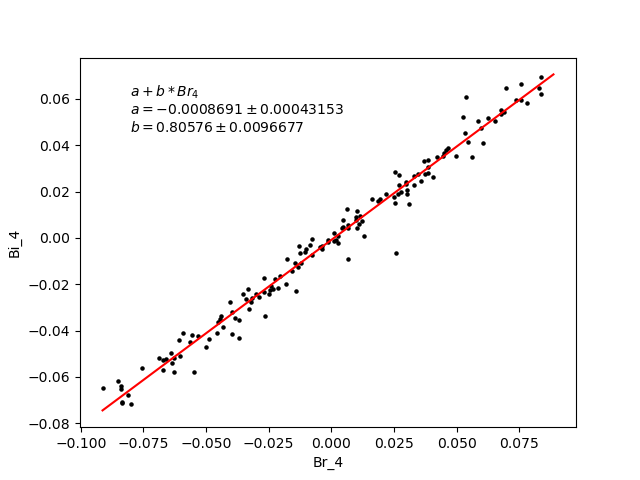 a + b * Br4
a = −0.0008691 ± 0.00043153
b = 0.80576 ± 0.0096677
0.06
0.04
0.02
0.00
−0.02
−0.04
−0.06
−0.08
Bi_4
−0.100 −0.075 −0.050 −0.025 0.000 0.025 0.050 0.075
Br_4